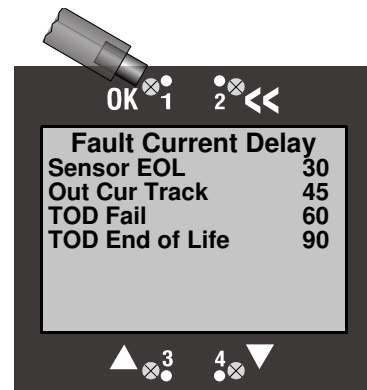 OK 1 2 <<
Fault Current Delay
Sensor EOL 30
Out Cur Track 45
TOD Fail 60
TOD End of Life 90
3 4